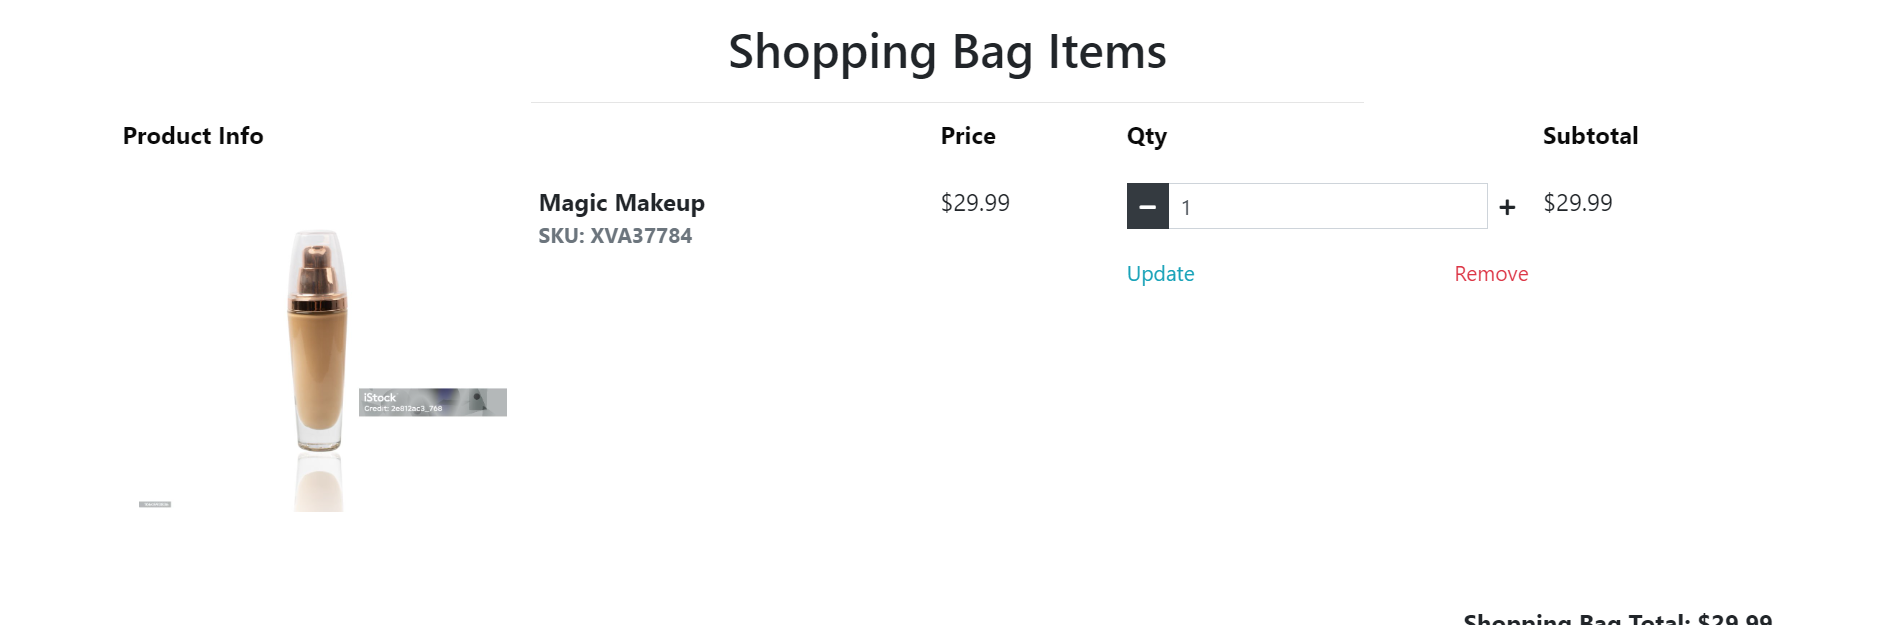 Shopping Bag Items
Product Info Price Qty Subtotal
Magic Makeup $29.99 1 $29.99
SKU: XVA37784
Update Remove
iStock
Credit: 2e812ac3_768
Shopping Bag Total: $29.99